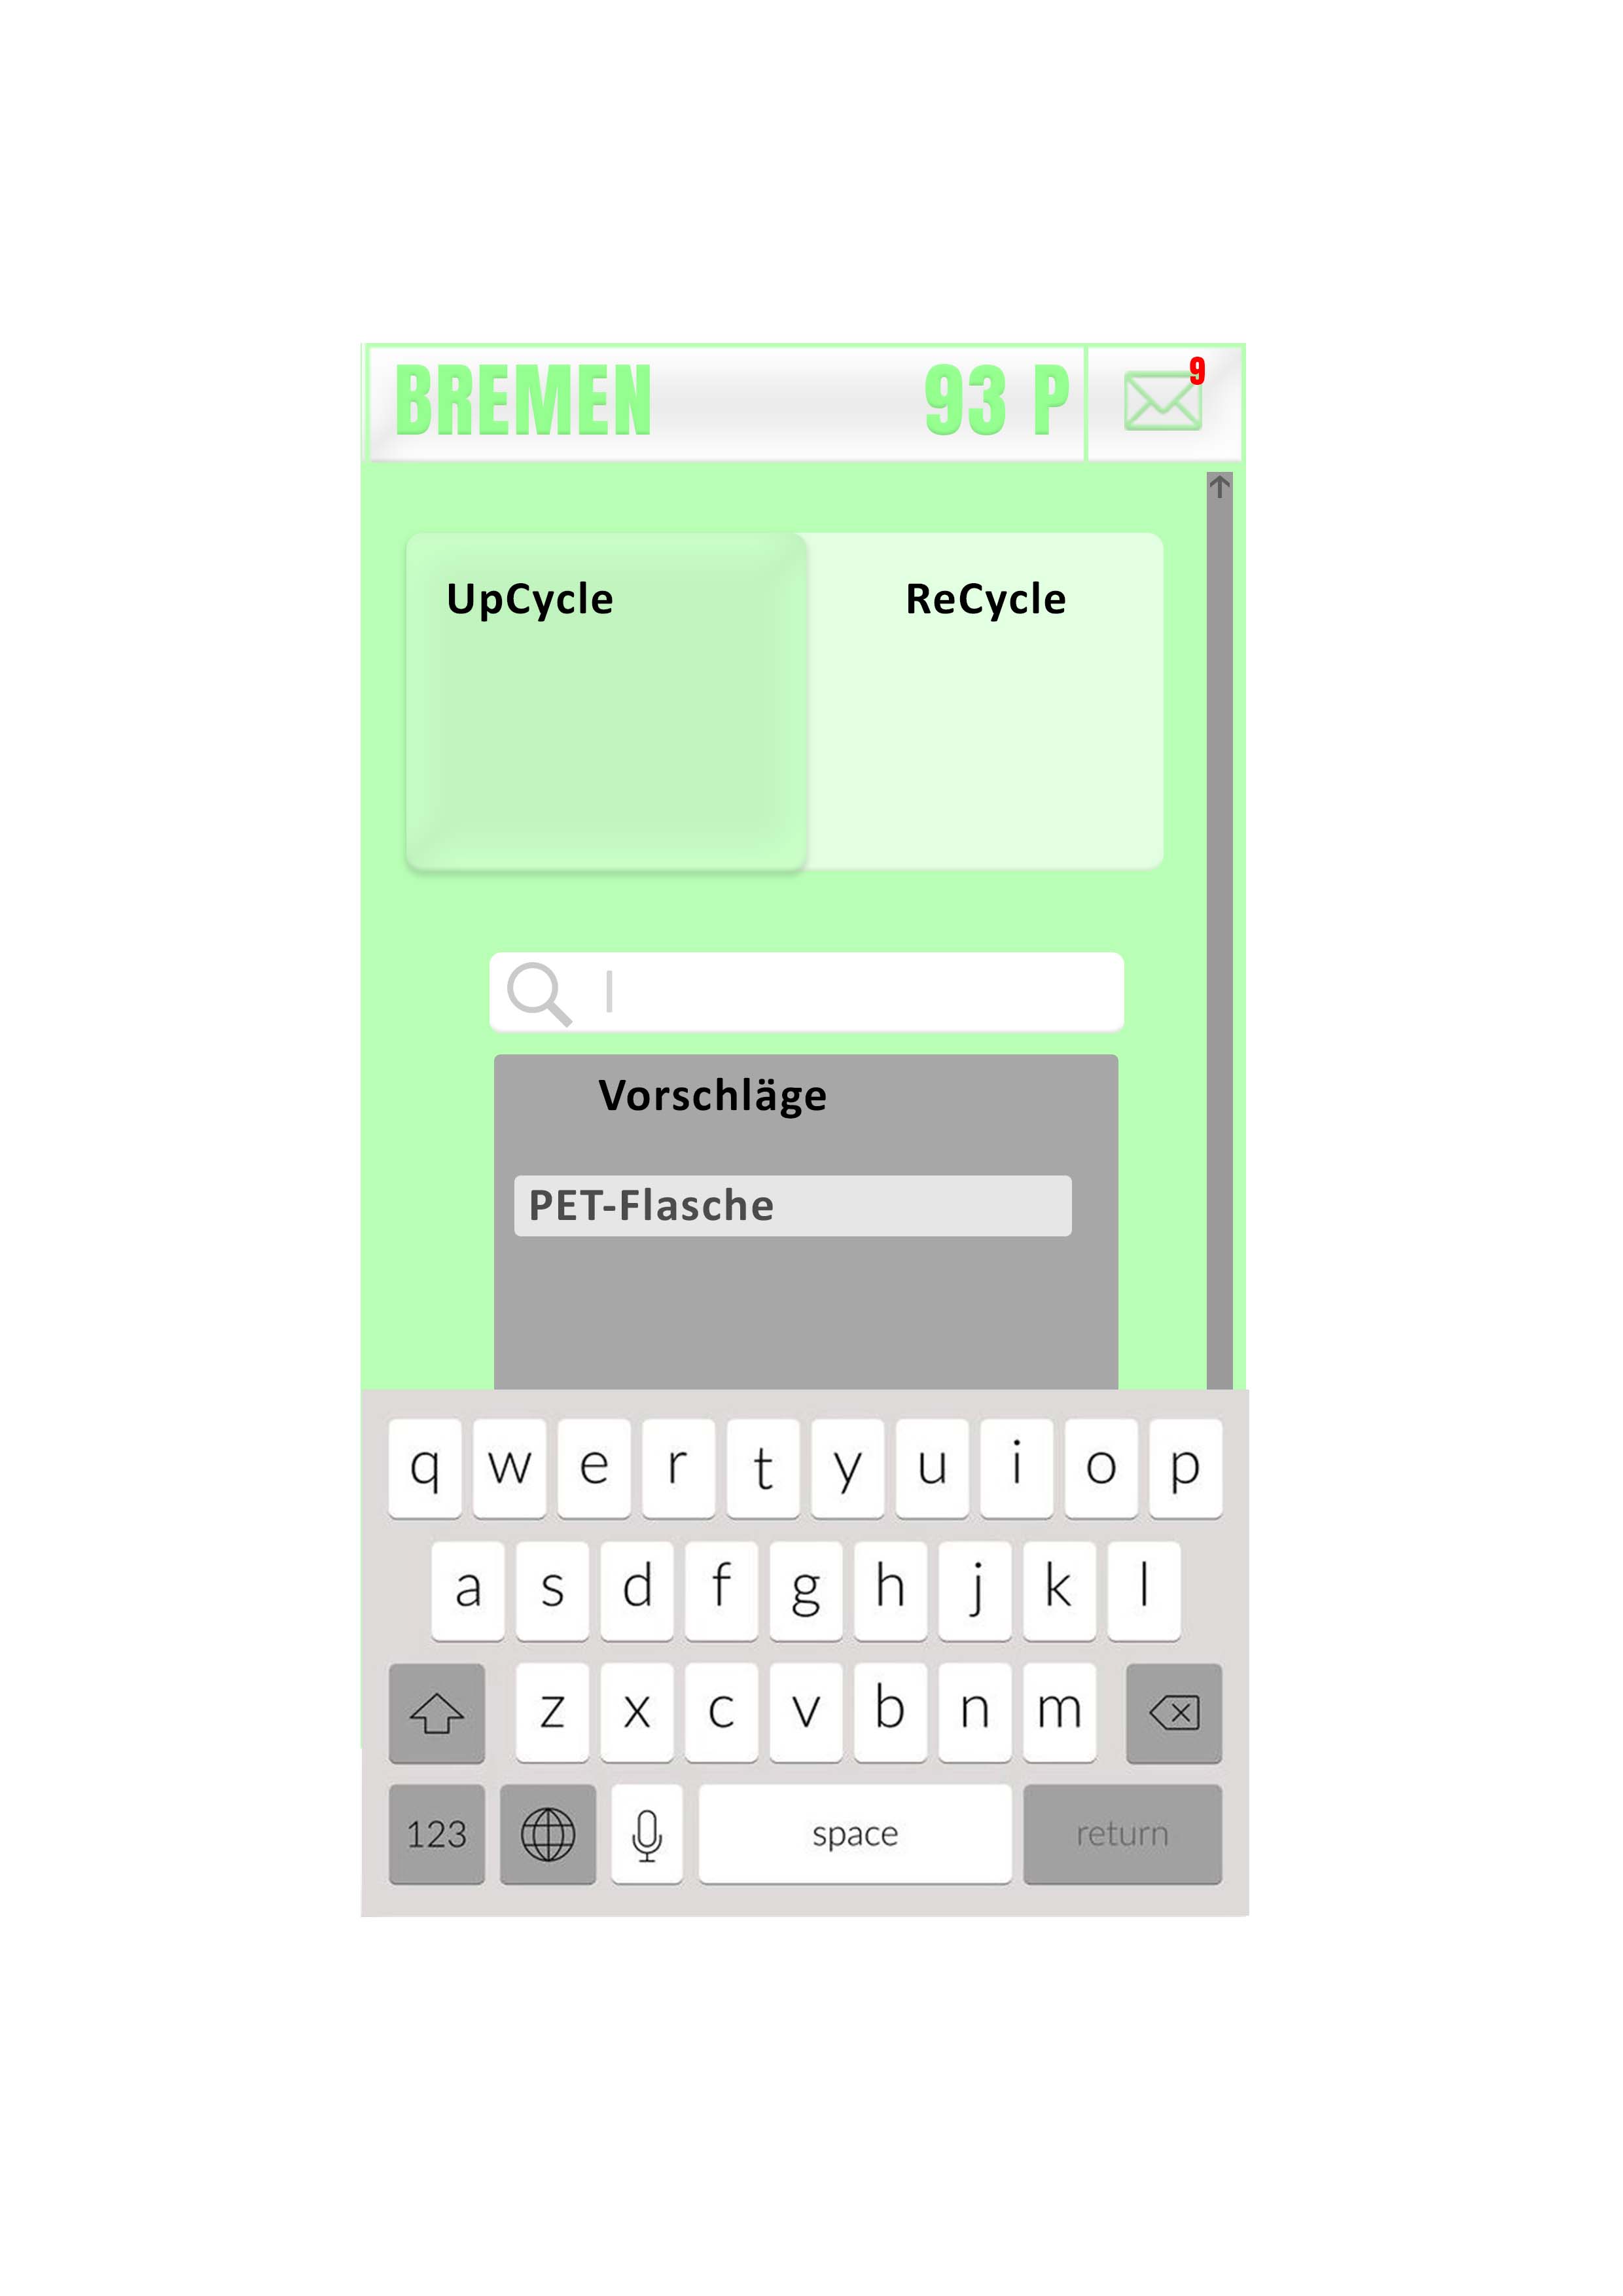 BREMEN 93 P 9
UpCycle ReCycle
Vorschläge
PET-Flasche
q w e r t y u i o p
a s d f g h j k l
z x c v b n m
123 space return